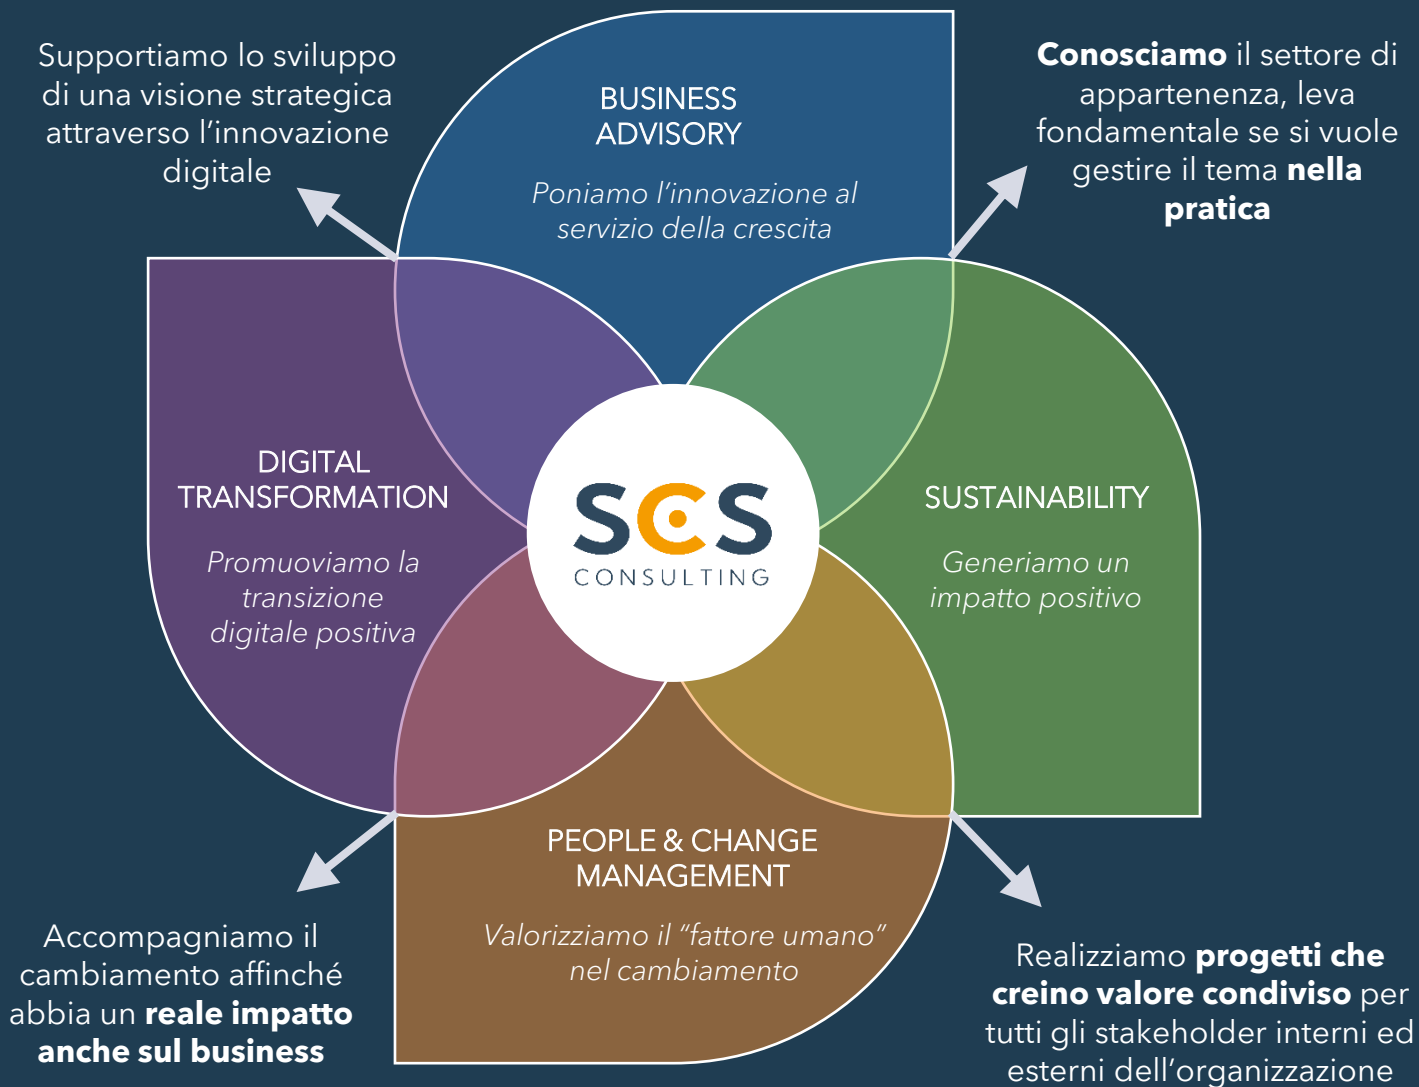 Supportiamo lo sviluppo
di una visione strategica
attraverso l’innovazione
digitale
BUSINESS
ADVISORY
Poniamo l’innovazione al
servizio della crescita
Conosciamo il settore di
appartenenza, leva
fondamentale se si vuole
gestire il tema nella
pratica
DIGITAL
TRANSFORMATION
Promuoviamo la
transizione
digitale positiva
SCS
CONSULTING
SUSTAINABILITY
Generiamo un
impatto positivo
PEOPLE & CHANGE
MANAGEMENT
Valorizziamo il “fattore umano”
nel cambiamento
Accompagniamo il
cambiamento affinché
abbia un reale impatto
anche sul business
Realizziamo progetti che
creino valore condiviso per
tutti gli stakeholder interni ed
esterni dell’organizzazione